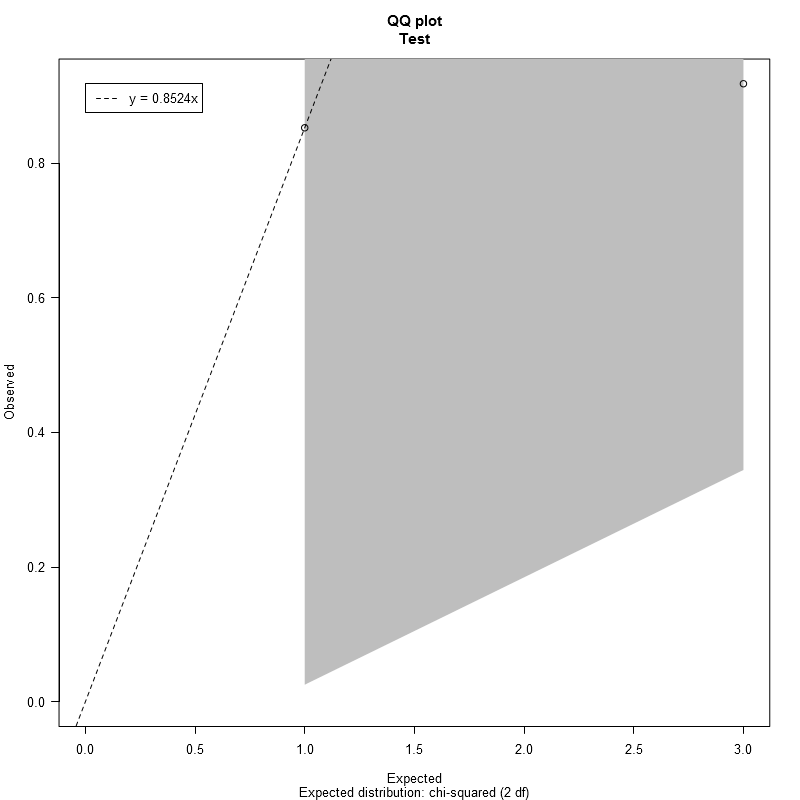 QQ plot
Test
y = 0.8524x
0.8
0.6
0.4
0.2
0.0
Observed
0.0 0.5 1.0 1.5 2.0 2.5 3.0
Expected
Expected distribution: chi-squared (2 df)